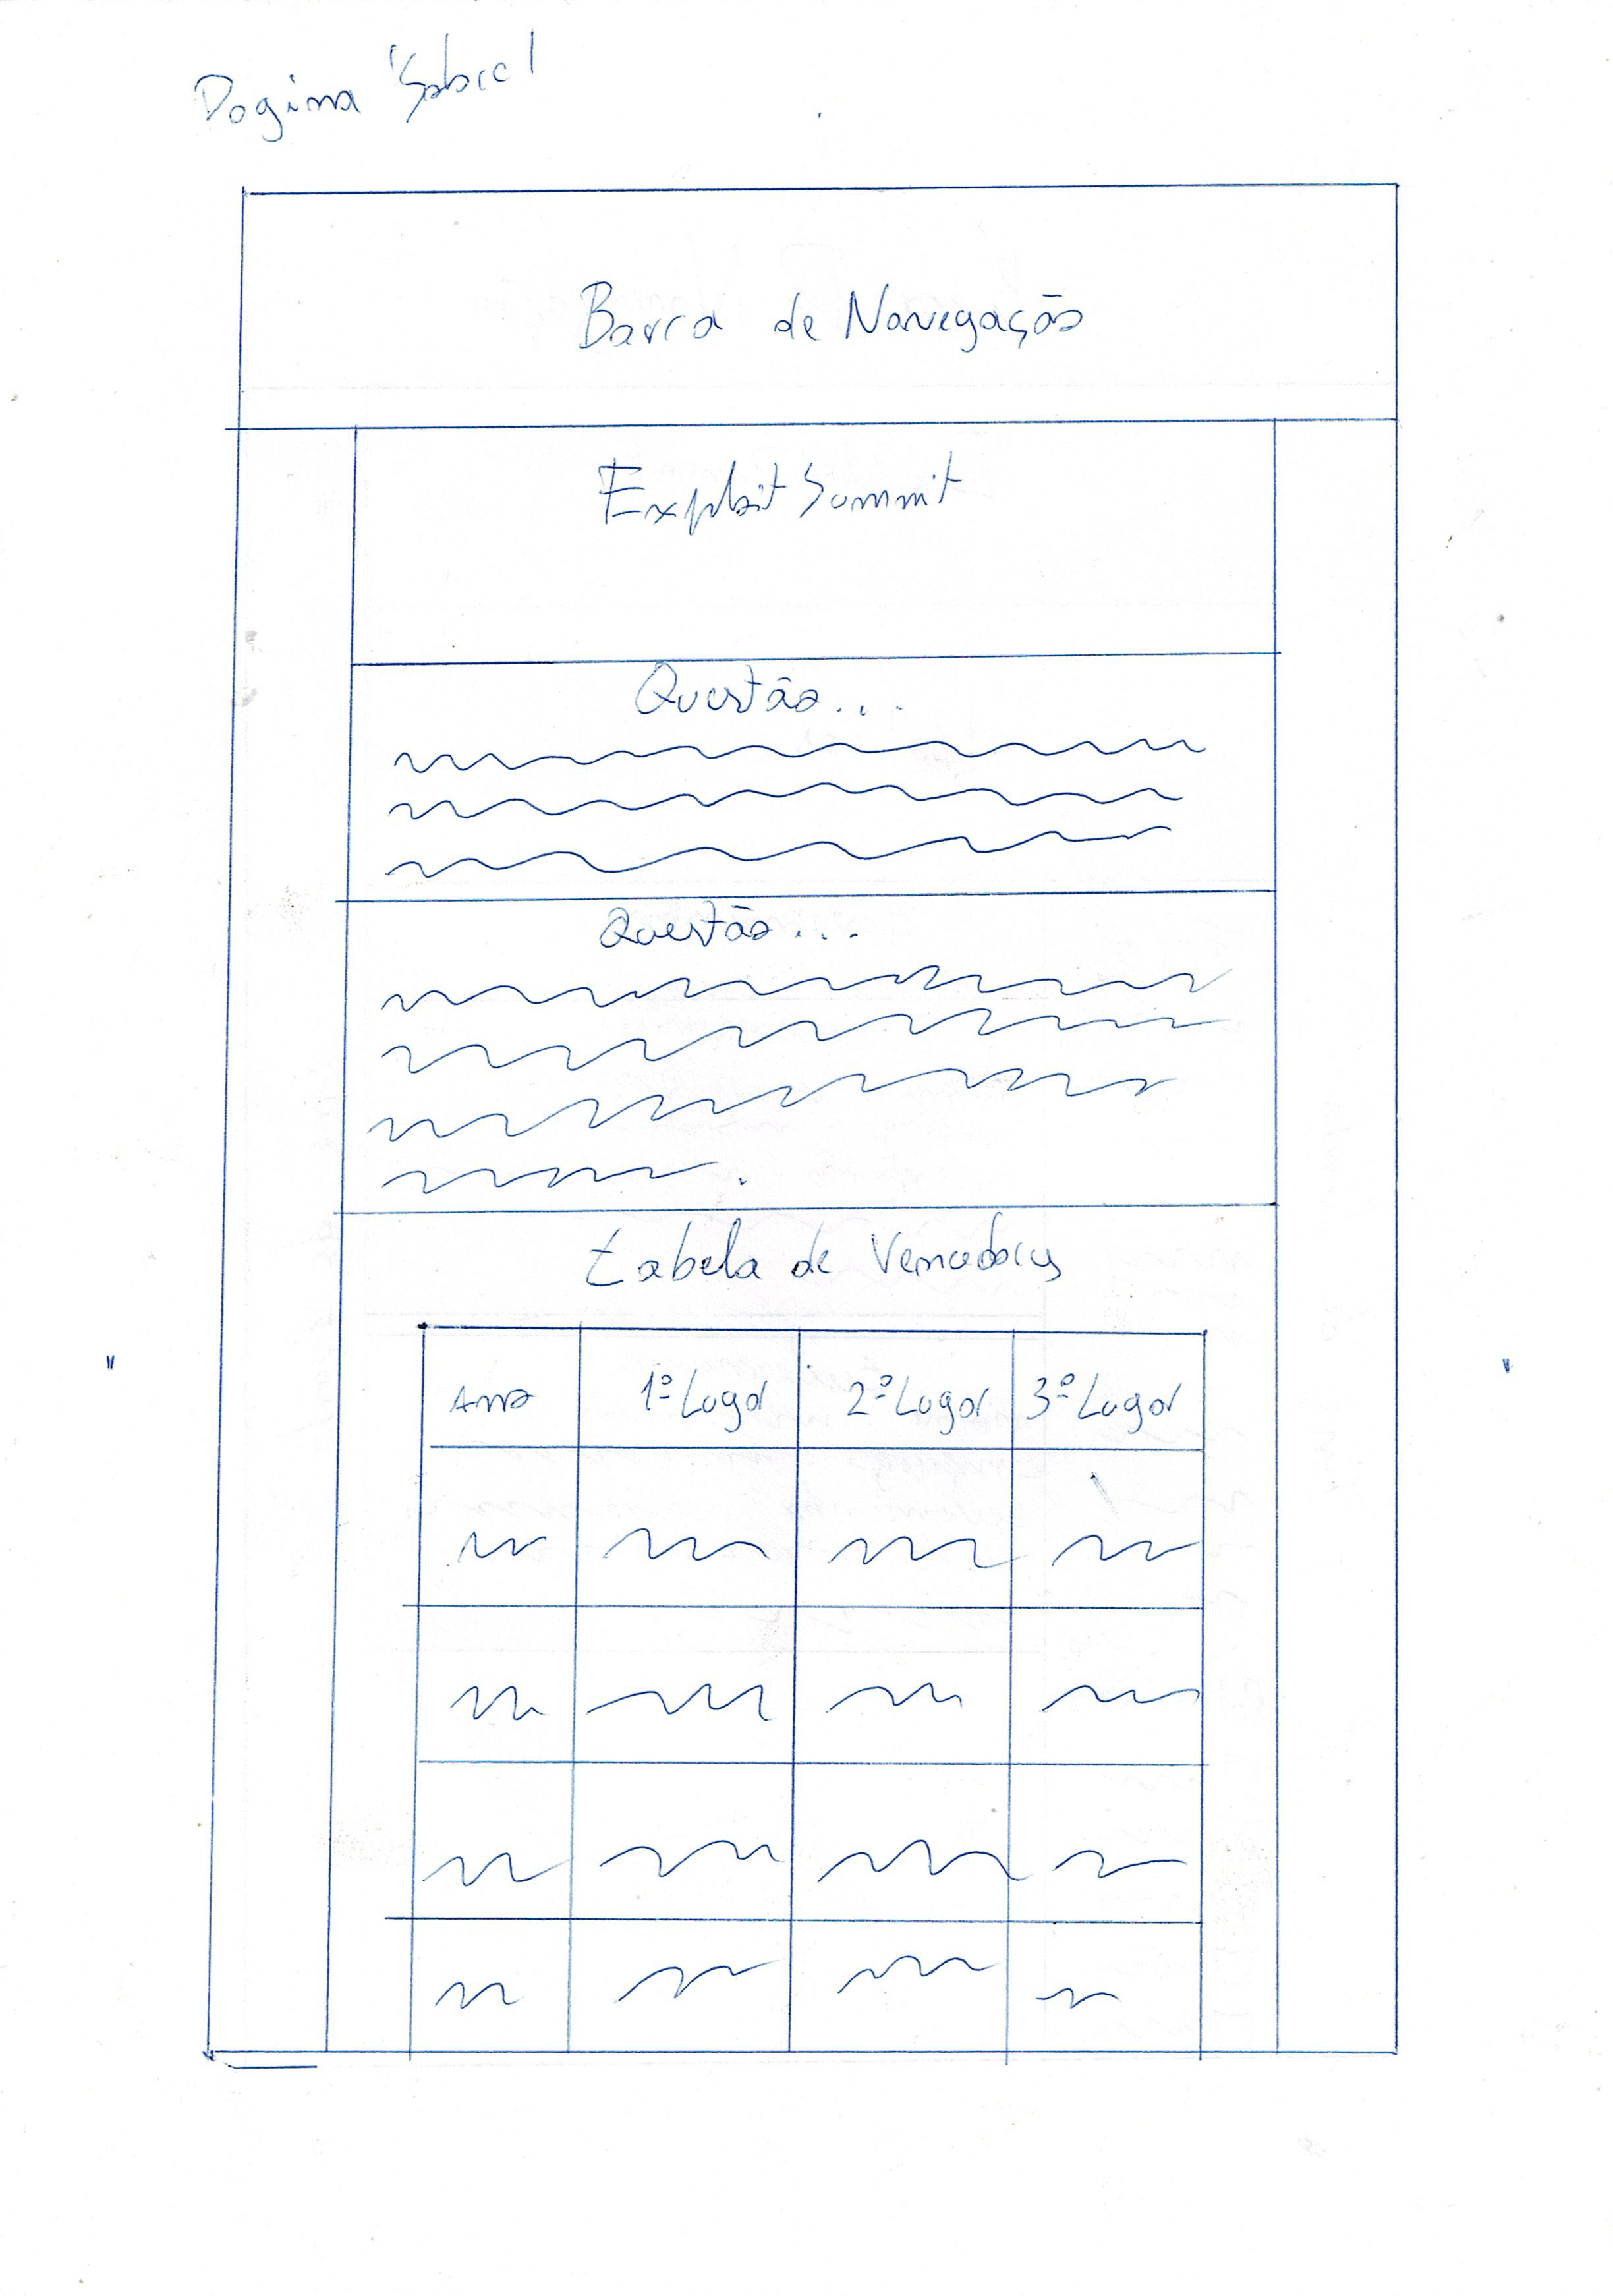 Pagina "Sobre"
Barra de Navegação
Exploit Summit
Questão...
Questão...
tabela de Vencedores
Ano 1º Lugar 2º Lugar 3º Lugar